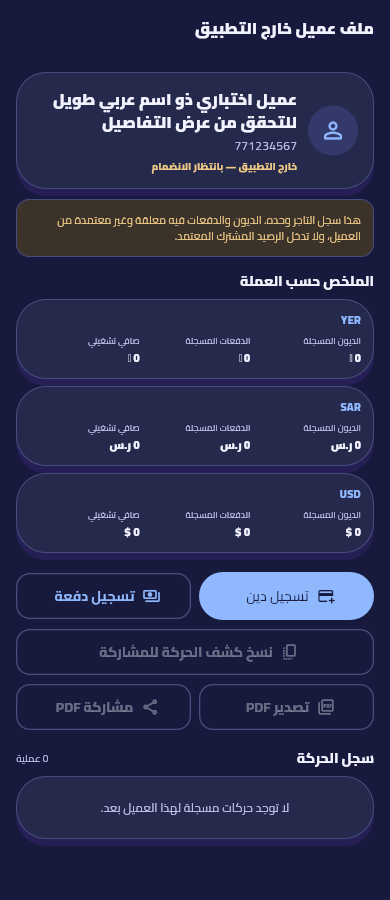 ملف عميل خارج التطبيق
عميل اختباري ذو اسم عربي طويل
للتحقق من عرض التفاصيل
771234567
خارج التطبيق — بانتظار الانضمام
هذا سجل التاجر وحده. الديون والدفعات فيه معلقة وغير معتمدة من
العميل، ولا تدخل الرصيد المشترك المعتمد.
الملخص حسب العملة
YER
الديون المسجلة الدفعات المسجلة صافي تشغيلي
0 0 0
SAR
الديون المسجلة الدفعات المسجلة صافي تشغيلي
0 ر.س 0 ر.س 0 ر.س
USD
الديون المسجلة الدفعات المسجلة صافي تشغيلي
0 $ 0 $ 0 $
تسجيل دين تسجيل دفعة
نسخ كشف الحركة للمشاركة
تصدير PDF مشاركة PDF
سجل الحركة 0 عملية
لا توجد حركات مسجلة لهذا العميل بعد.